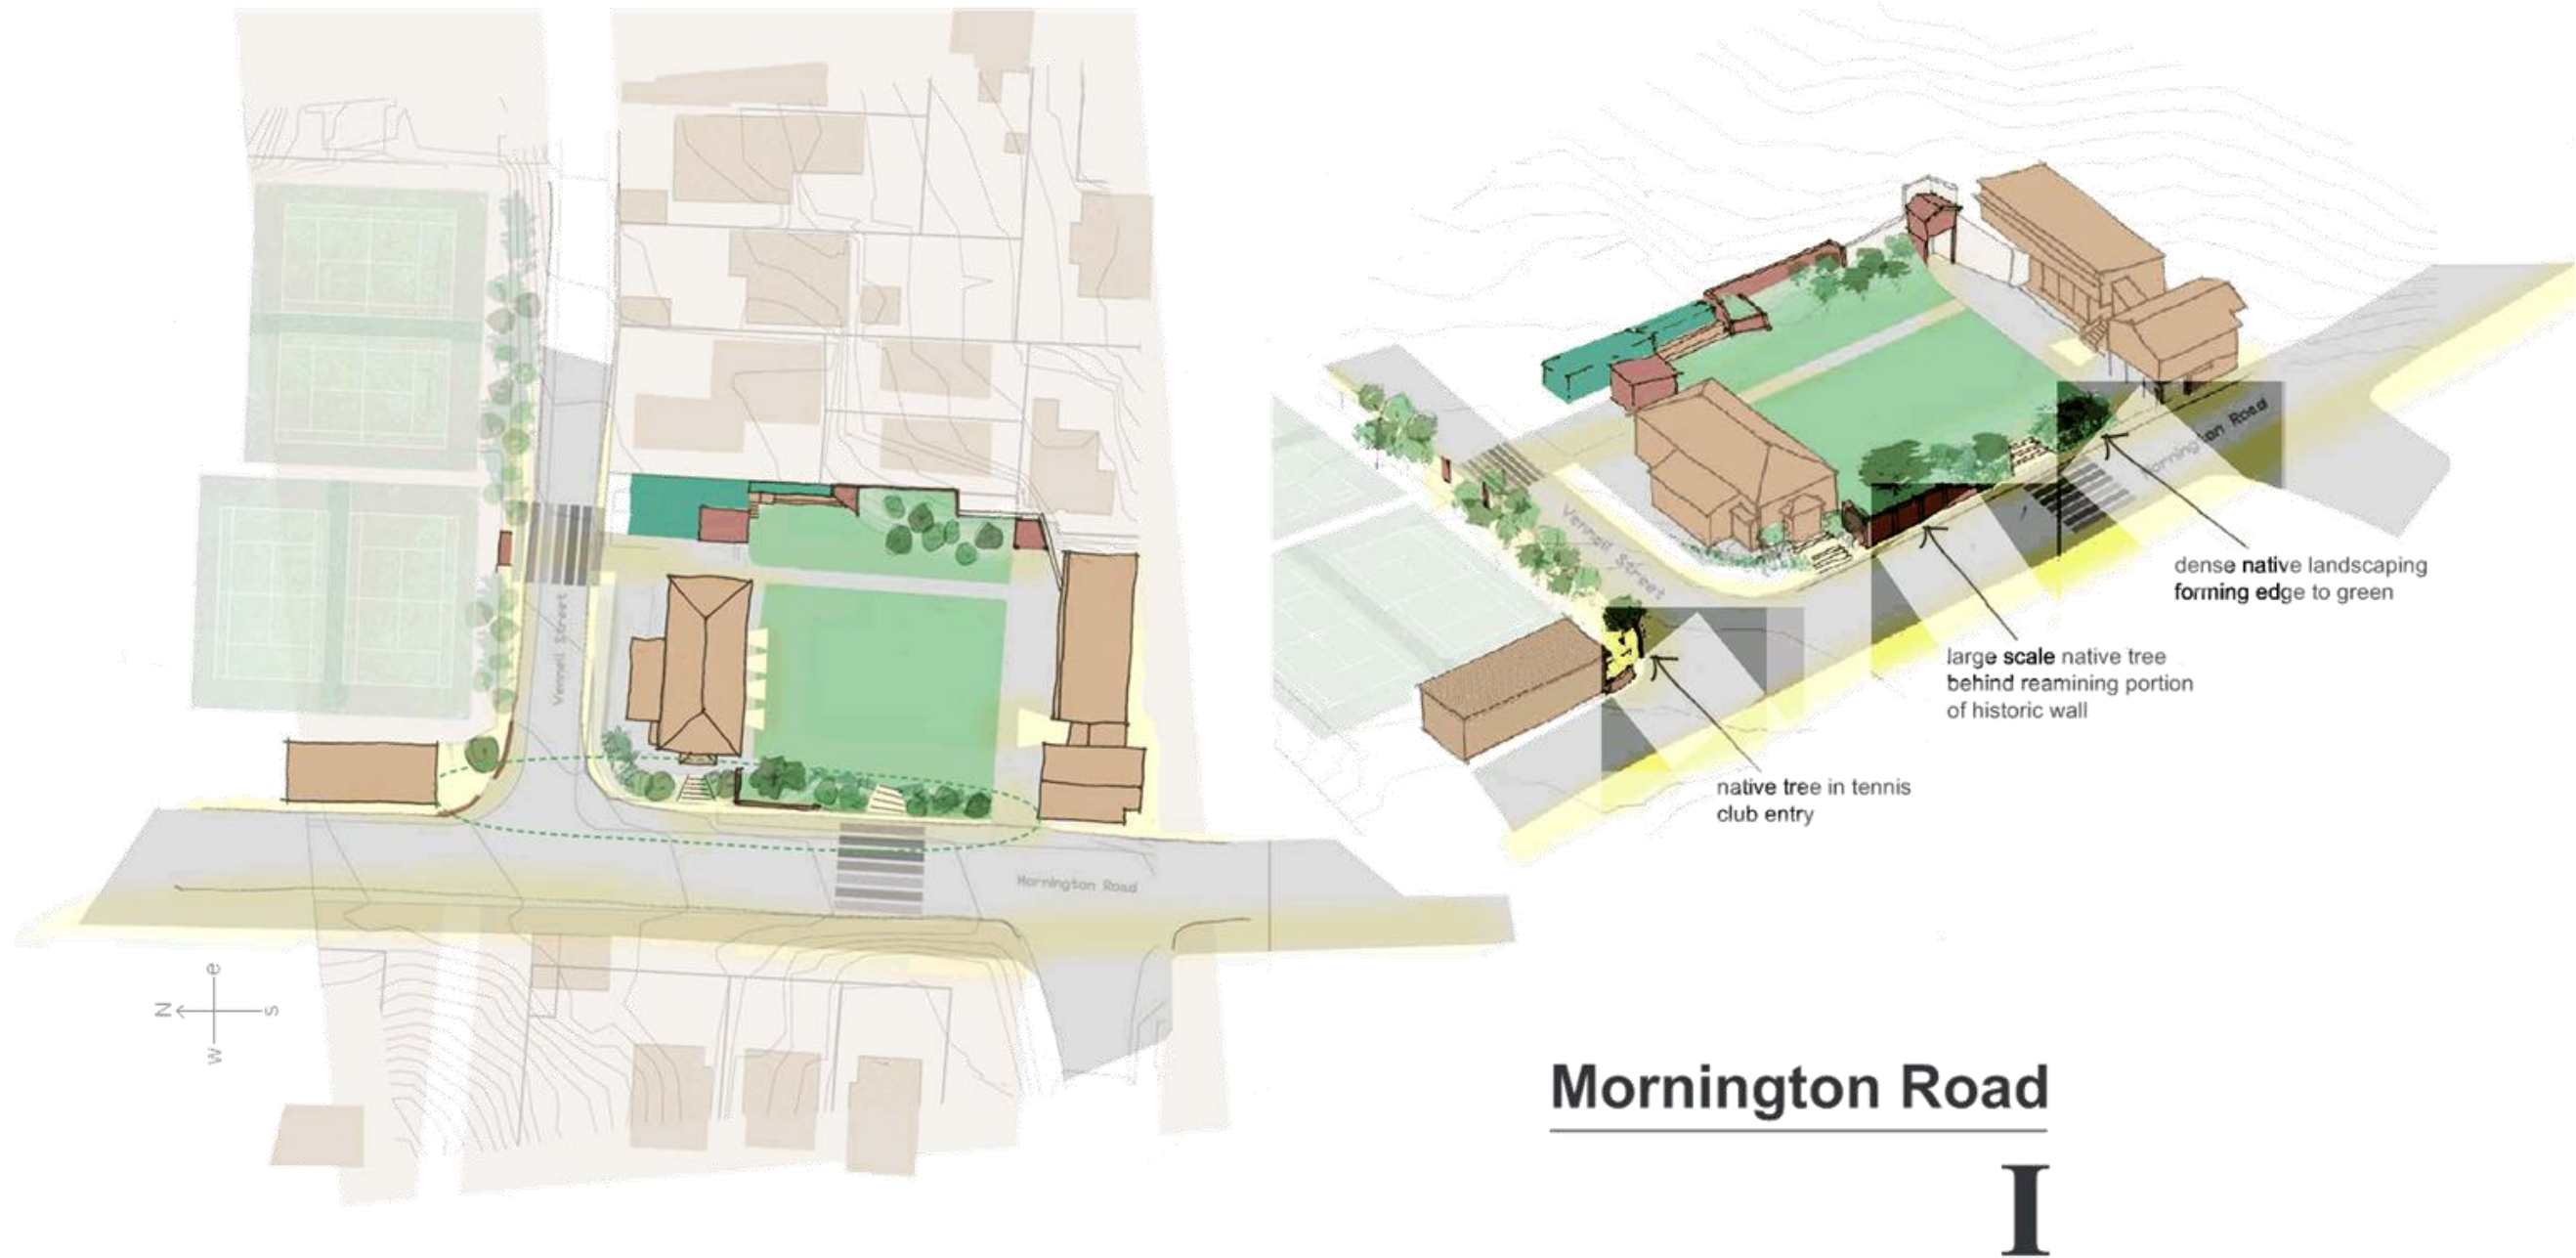 Vennell Street
Mornington Road
N
e
s
w
Vennell Street
Mornington Road
dense native landscaping
forming edge to green
large scale native tree
behind reamining portion
of historic wall
native tree in tennis
club entry
Mornington Road
I